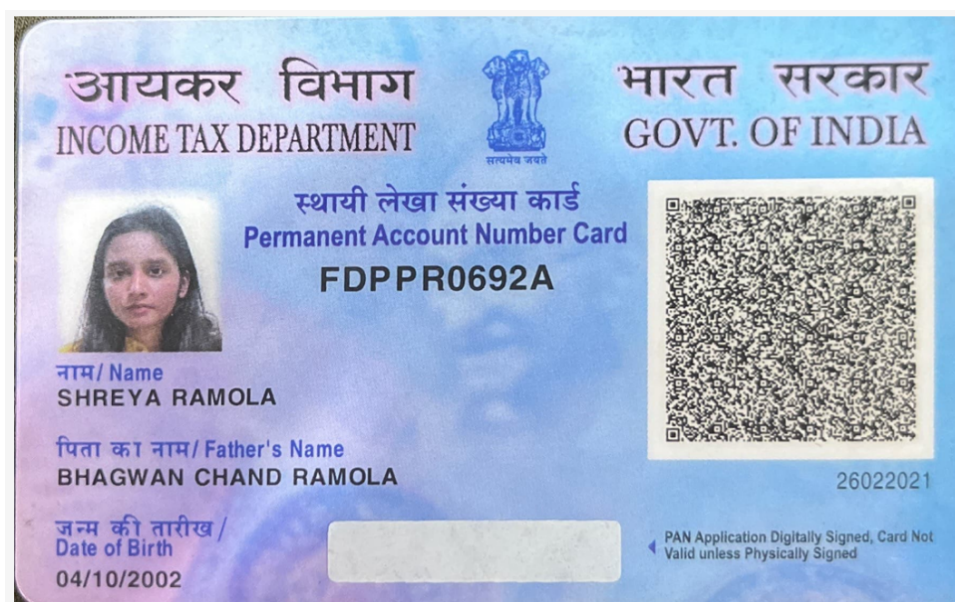 आयकर विभाग
INCOME TAX DEPARTMENT
सत्यमेव जयते
भारत सरकार
GOVT. OF INDIA
स्थायी लेखा संख्या कार्ड
Permanent Account Number Card
FDPPR0692A
नाम/ Name
SHREYA RAMOLA
पिता का नाम/ Father's Name
BHAGWAN CHAND RAMOLA
26022021
जन्म की तारीख /
Date of Birth
04/10/2002
PAN Application Digitally Signed, Card Not
Valid unless Physically Signed